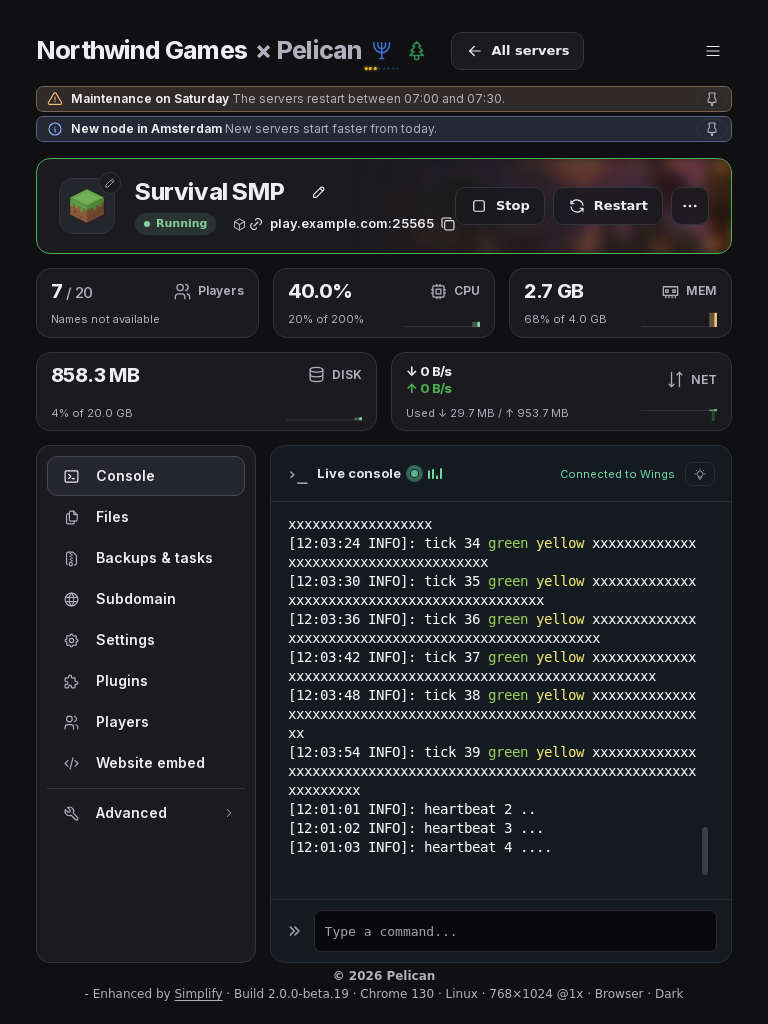 Northwind Games × Pelican
All servers
Maintenance on Saturday The servers restart between 07:00 and 07:30.
New node in Amsterdam New servers start faster from today.
Survival SMP
Running
play.example.com:25565
Stop
Restart
7 / 20
Players
Names not available
40.0%
CPU
20% of 200%
2.7 GB
MEM
68% of 4.0 GB
858.3 MB
DISK
4% of 20.0 GB
↓ 0 B/s
↑ 0 B/s
NET
Used ↓ 29.7 MB / ↑ 953.7 MB
Console
Files
Backups & tasks
Subdomain
Settings
Plugins
Players
Website embed
Advanced
Live console
Connected to Wings
xxxxxxxxxxxxxxxxxx
[12:03:24 INFO]: tick 34 green yellow xxxxxxxxxxxxx
xxxxxxxxxxxxxxxxxxxxxxxxx
[12:03:30 INFO]: tick 35 green yellow xxxxxxxxxxxxx
xxxxxxxxxxxxxxxxxxxxxxxxxxxxxxxx
[12:03:36 INFO]: tick 36 green yellow xxxxxxxxxxxxx
xxxxxxxxxxxxxxxxxxxxxxxxxxxxxxxxxxxxxxx
[12:03:42 INFO]: tick 37 green yellow xxxxxxxxxxxxx
xxxxxxxxxxxxxxxxxxxxxxxxxxxxxxxxxxxxxxxxxxxxxx
[12:03:48 INFO]: tick 38 green yellow xxxxxxxxxxxxx
xxxxxxxxxxxxxxxxxxxxxxxxxxxxxxxxxxxxxxxxxxxxxxxxxxx
xx
[12:03:54 INFO]: tick 39 green yellow xxxxxxxxxxxxx
xxxxxxxxxxxxxxxxxxxxxxxxxxxxxxxxxxxxxxxxxxxxxxxxxxx
xxxxxxxxx
[12:01:01 INFO]: heartbeat 2 ..
[12:01:02 INFO]: heartbeat 3 ...
[12:01:03 INFO]: heartbeat 4 ....
Type a command...
© 2026 Pelican
- Enhanced by Simplify · Build 2.0.0-beta.19 · Chrome 130 · Linux · 768×1024 @1x · Browser · Dark